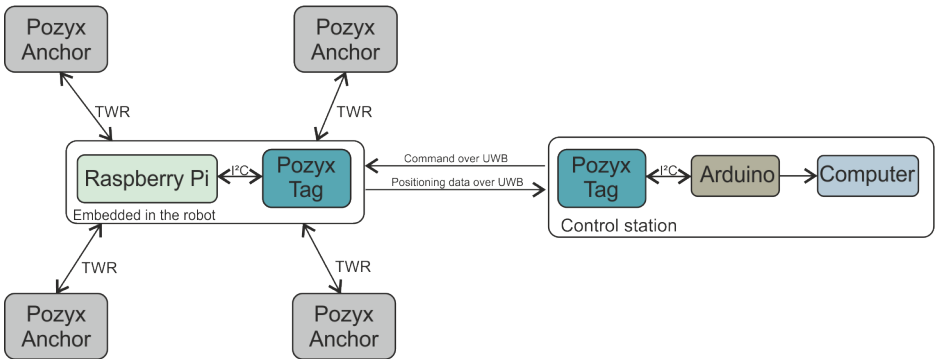 Pozyx
Anchor
Pozyx
Anchor
TWR
TWR
Raspberry Pi
I²C
Pozyx
Tag
Embedded in the robot
Command over UWB
Positioning data over UWB
Pozyx
Tag
I²C
Arduino
Computer
Control station
TWR
TWR
Pozyx
Anchor
Pozyx
Anchor